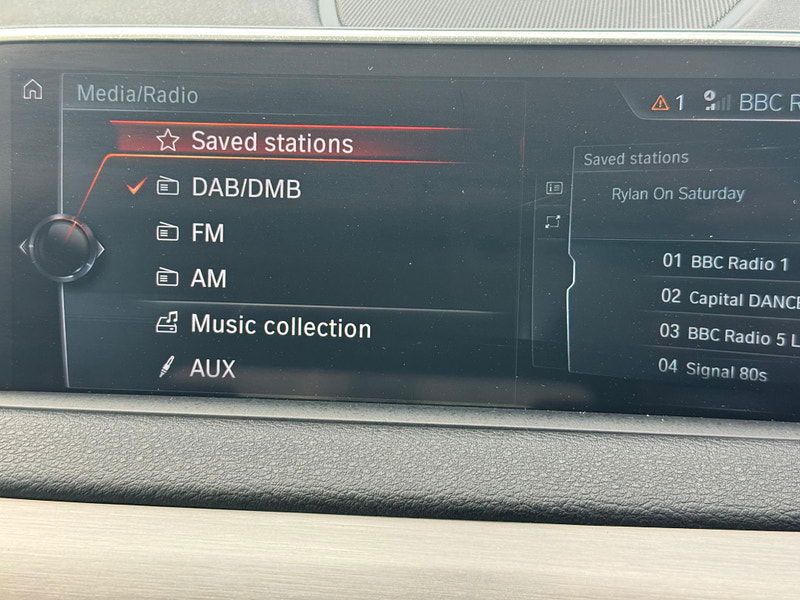 Media/Radio
1 BBC R
Saved stations
DAB/DMB
FM
AM
Music collection
AUX
Saved stations
Rylan On Saturday
01 BBC Radio 1
02 Capital DANCE
03 BBC Radio 5 L
04 Signal 80s